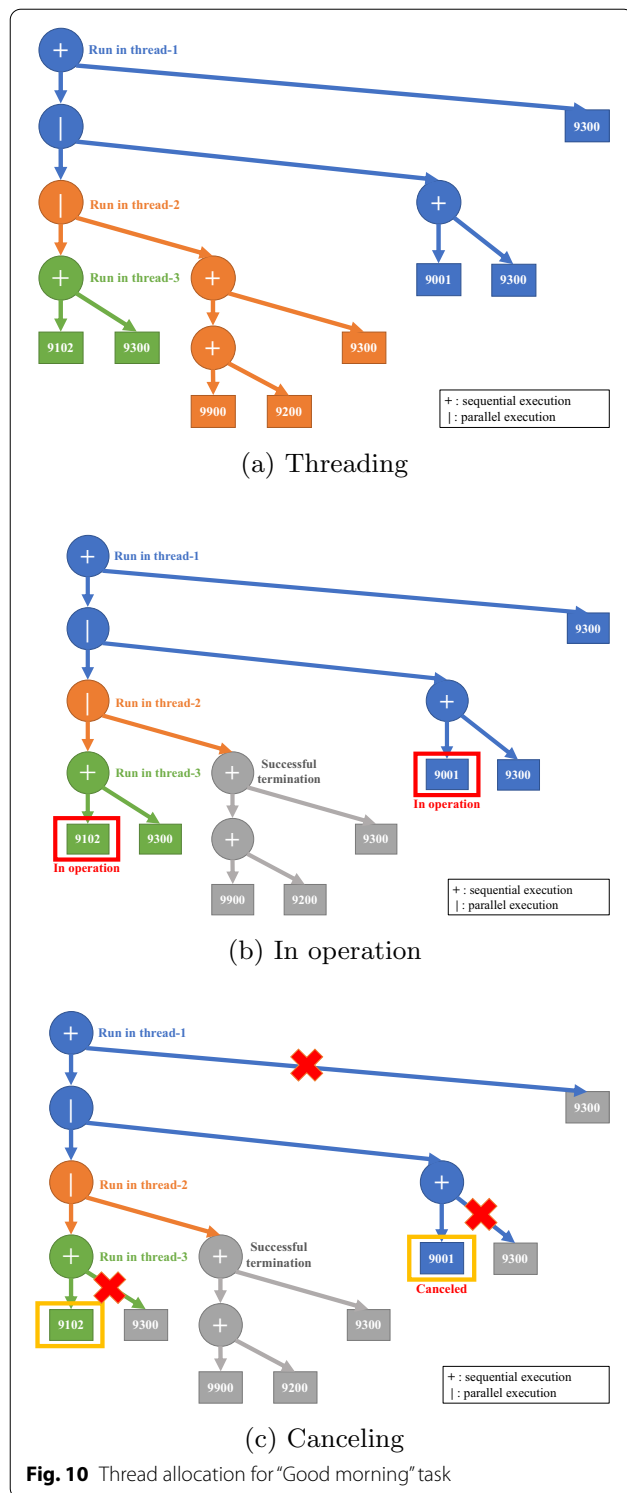 + Run in thread-1
9300
|
| Run in thread-2
+
+ Run in thread-3
+
9001
9300
9102
9300
+
9300
9900
9200
+ : sequential execution
| : parallel execution
(a) Threading
+ Run in thread-1
9300
|
| Run in thread-2
+
+ Run in thread-3
+
Successful
termination
9001
9300
In operation
9102
9300
+
9300
In operation
9900
9200
+ : sequential execution
| : parallel execution
(b) In operation
+ Run in thread-1
9300
|
| Run in thread-2
+
+ Run in thread-3
+
Successful
termination
9001
9300
Canceled
9102
9300
+
9300
9900
9200
+ : sequential execution
| : parallel execution
(c) Canceling
Fig. 10 Thread allocation for “Good morning” task